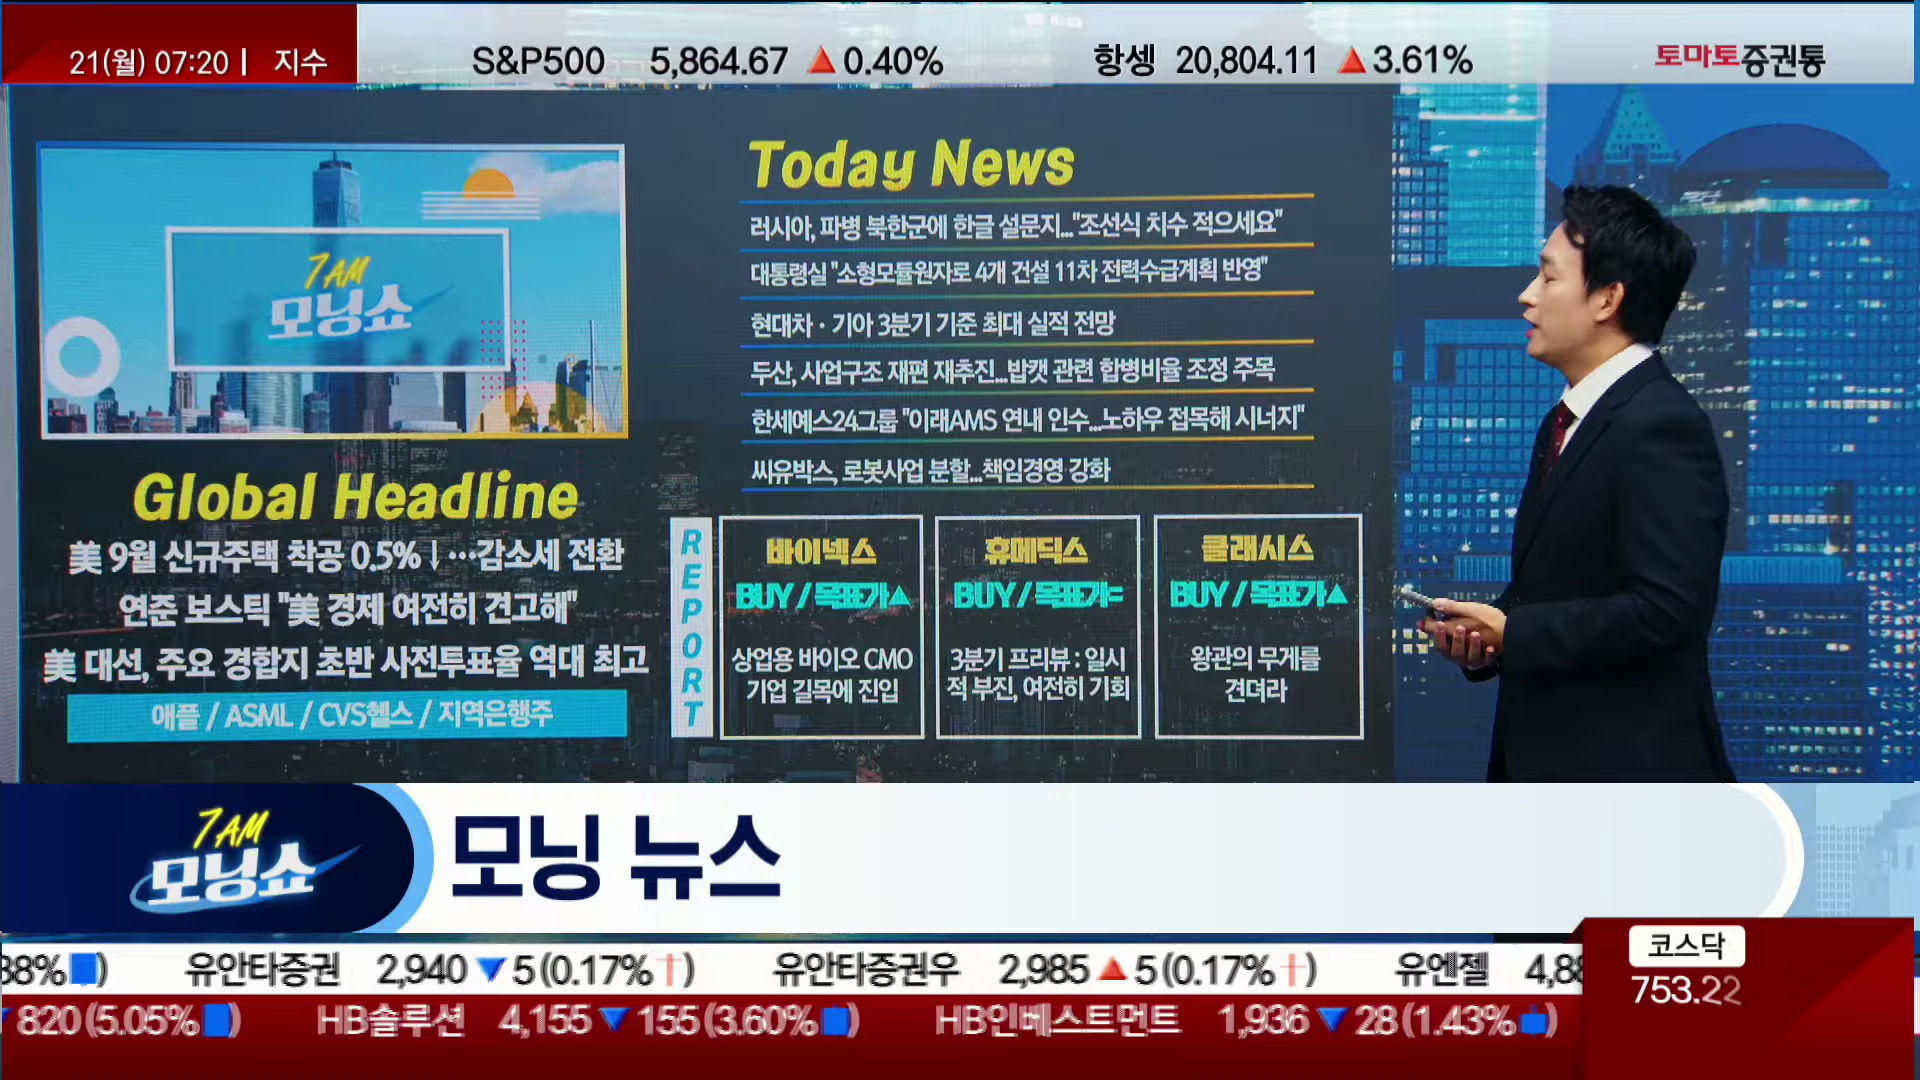 21(월) 07:20 | 지수
S&P500 5,864.67 ▲ 0.40%
항셍 20,804.11 ▲ 3.61%
토마토증권통
7 AM
모닝쇼
Global Headline
美 9월 신규주택 착공 0.5%↓…감소세 전환
연준 보스틱 "美 경제 여전히 견고해"
美 대선, 주요 경합지 초반 사전투표율 역대 최고
애플 / ASML / CVS헬스 / 지역은행주
Today News
러시아, 파병 북한군에 한글 설문지..."조선식 치수 적으세요"
대통령실 "소형모듈원자로 4개 건설 11차 전력수급계획 반영"
현대차·기아 3분기 기준 최대 실적 전망
두산, 사업구조 재편 재추진...밥캣 관련 합병비율 조정 주목
한세예스24그룹 "이래AMS 연내 인수...노하우 접목해 시너지"
씨유박스, 로봇사업 분할...책임경영 강화
REPORT
바이넥스
BUY / 목표가▲
상업용 바이오 CMO
기업 길목에 진입
휴메딕스
BUY / 목표가=
3분기 프리뷰 : 일시
적 부진, 여전히 기회
클래시스
BUY / 목표가▲
왕관의 무게를
견뎌라
7 AM
모닝쇼
모닝 뉴스
38%■) 유안타증권 2,940 ▼ 5 (0.17%↑) 유안타증권우 2,985 ▲ 5 (0.17%↑) 유엔젤 4,88
820 (5.05%■) HB솔루션 4,155 ▼ 155 (3.60%■) HB인베스트먼트 1,936 ▼ 28 (1.43%■)
코스닥
753.22